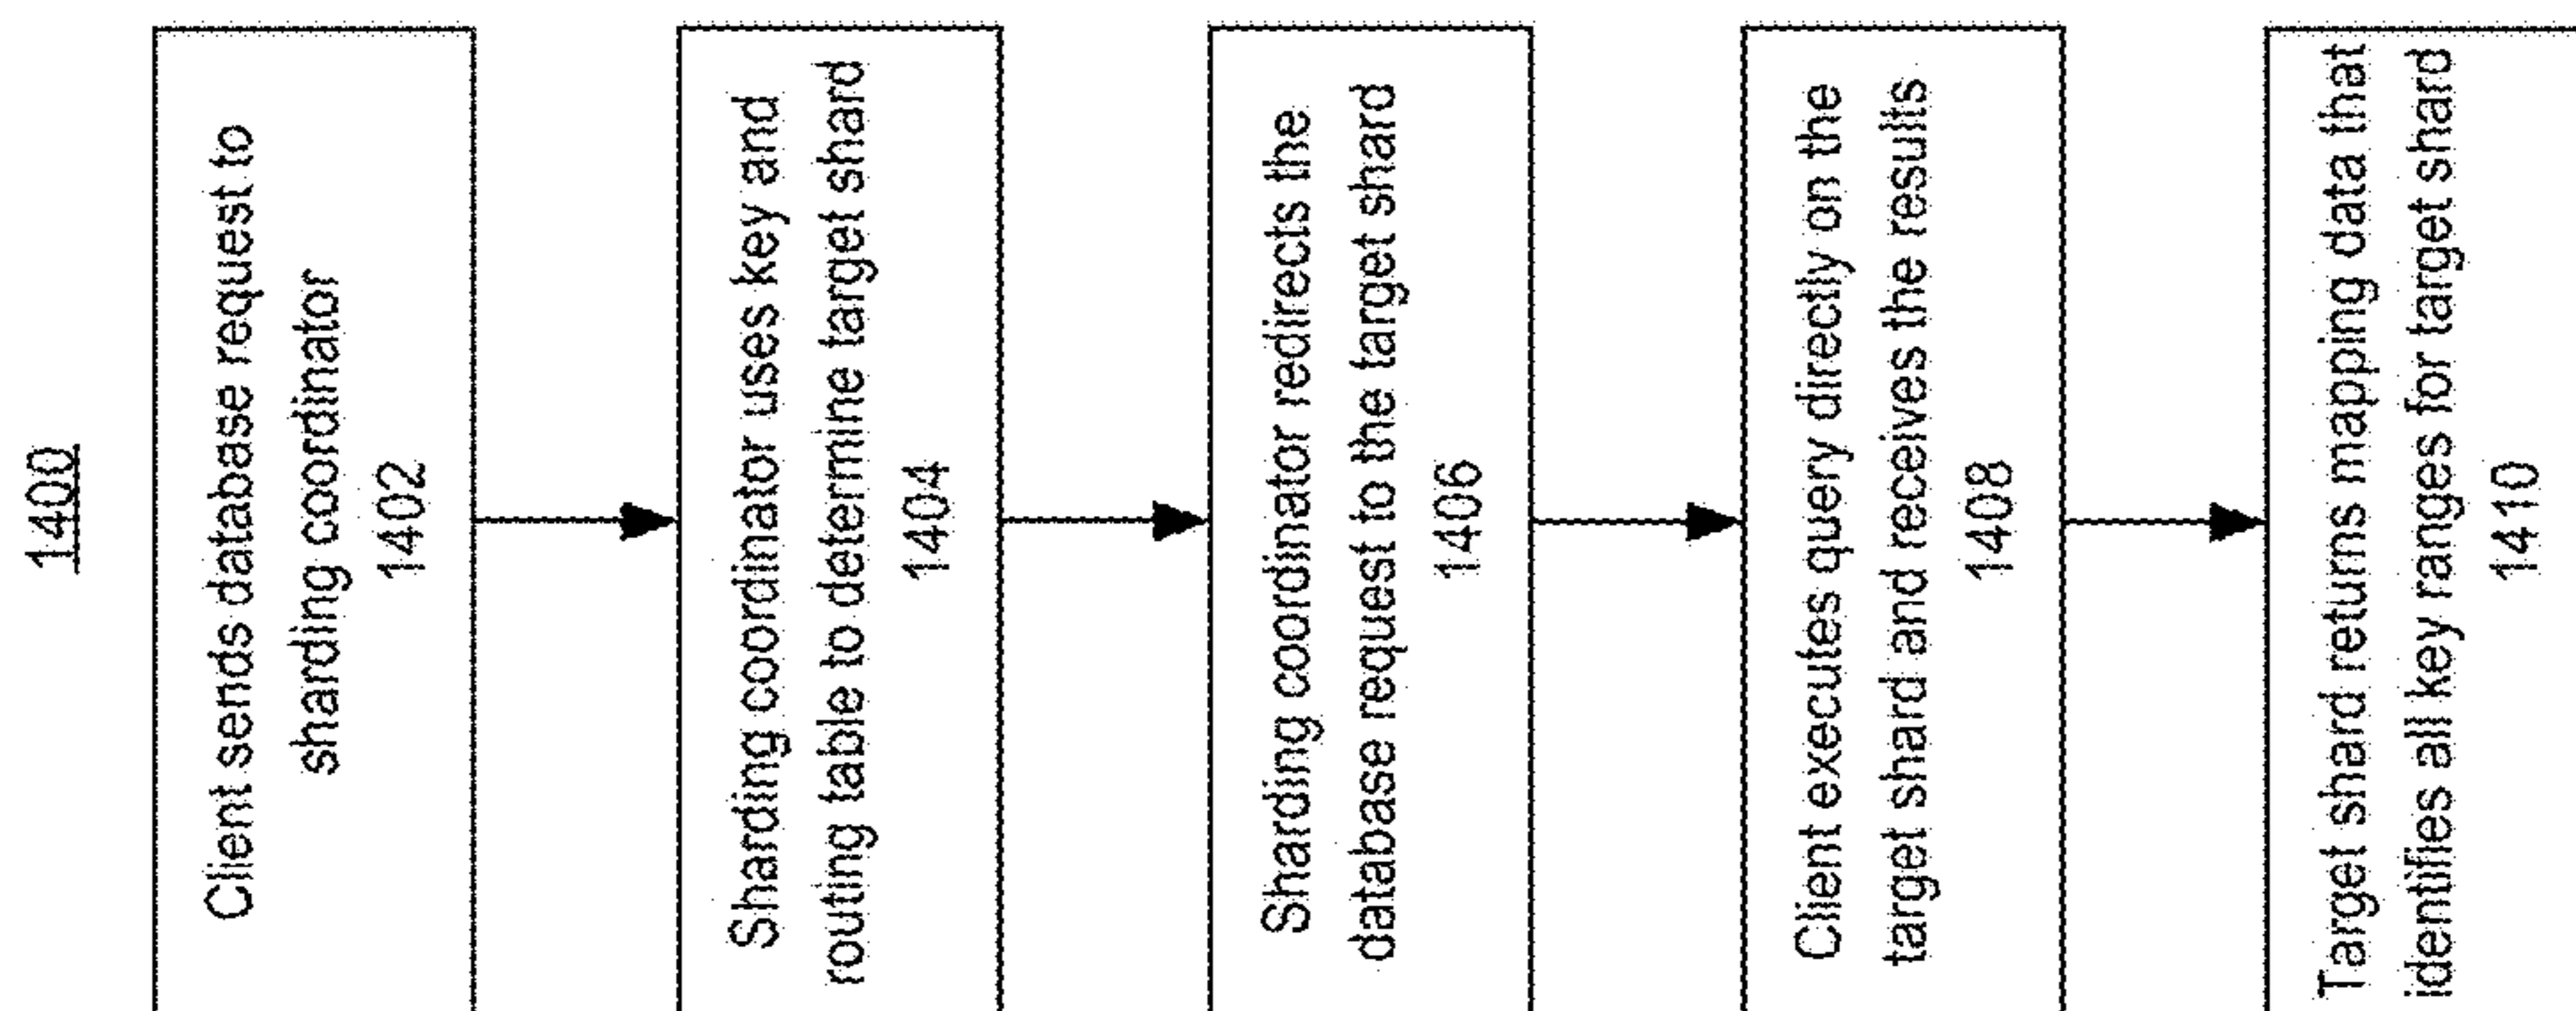 1400
Client sends database request to
sharding coordinator
1402
Sharding coordinator uses key and
routing table to determine target shard
1404
Sharding coordinator redirects the
database request to the target shard
1406
Client executes query directly on the
target shard and receives the results
1408
Target shard returns mapping data that
identifies all key ranges for target shard
1410